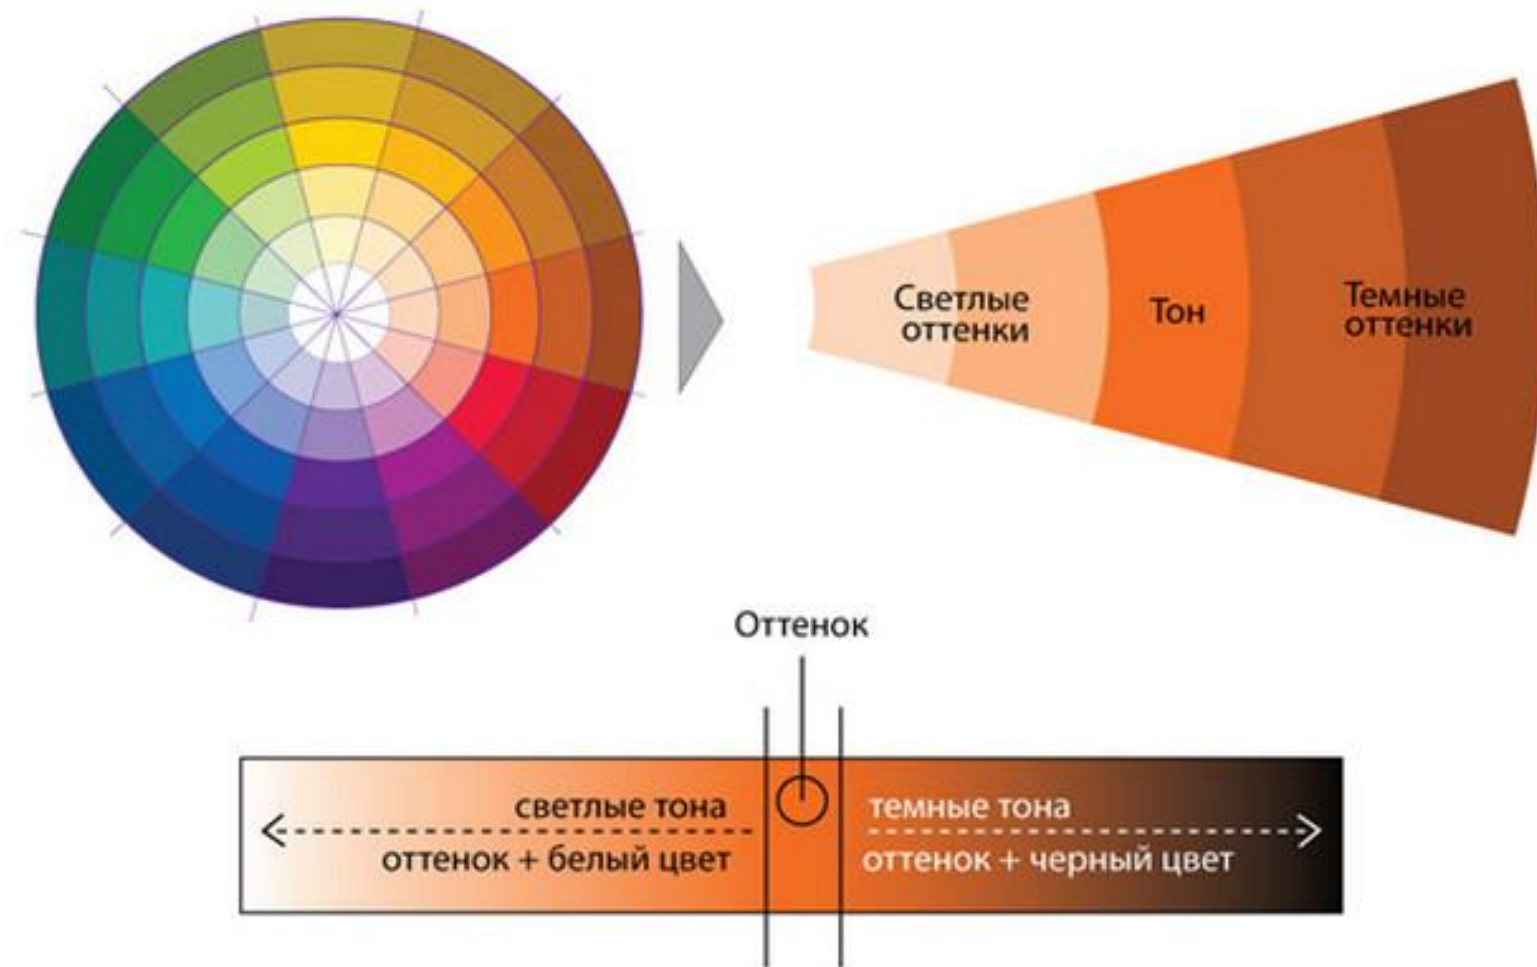 Светлые
оттенки
Тон
Темные
оттенки
Оттенок
светлые тона
оттенок + белый цвет
темные тона
оттенок + черный цвет